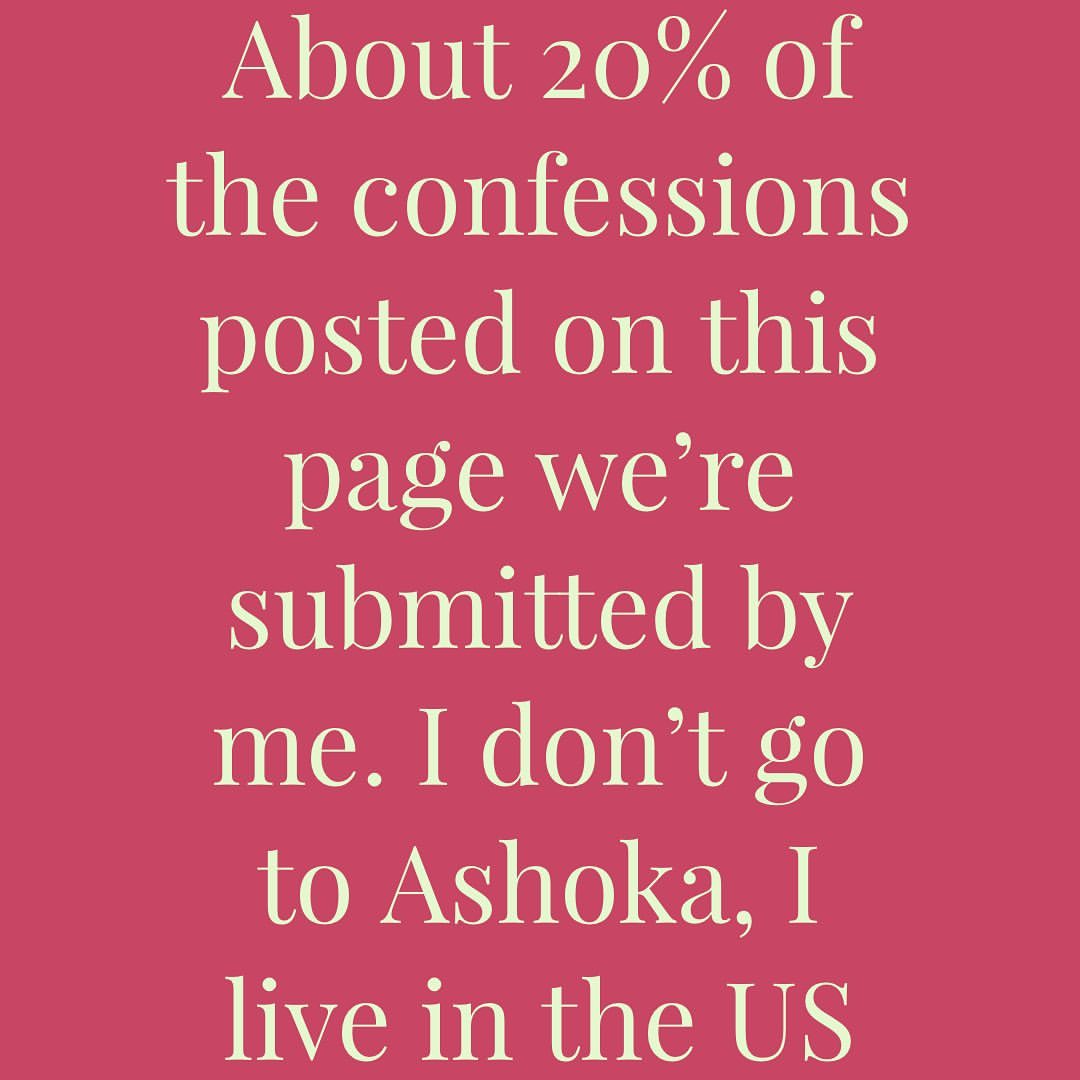 About 20% of
the confessions
posted on this
page we’re
submitted by
me. I don’t go
to Ashoka, I
live in the US